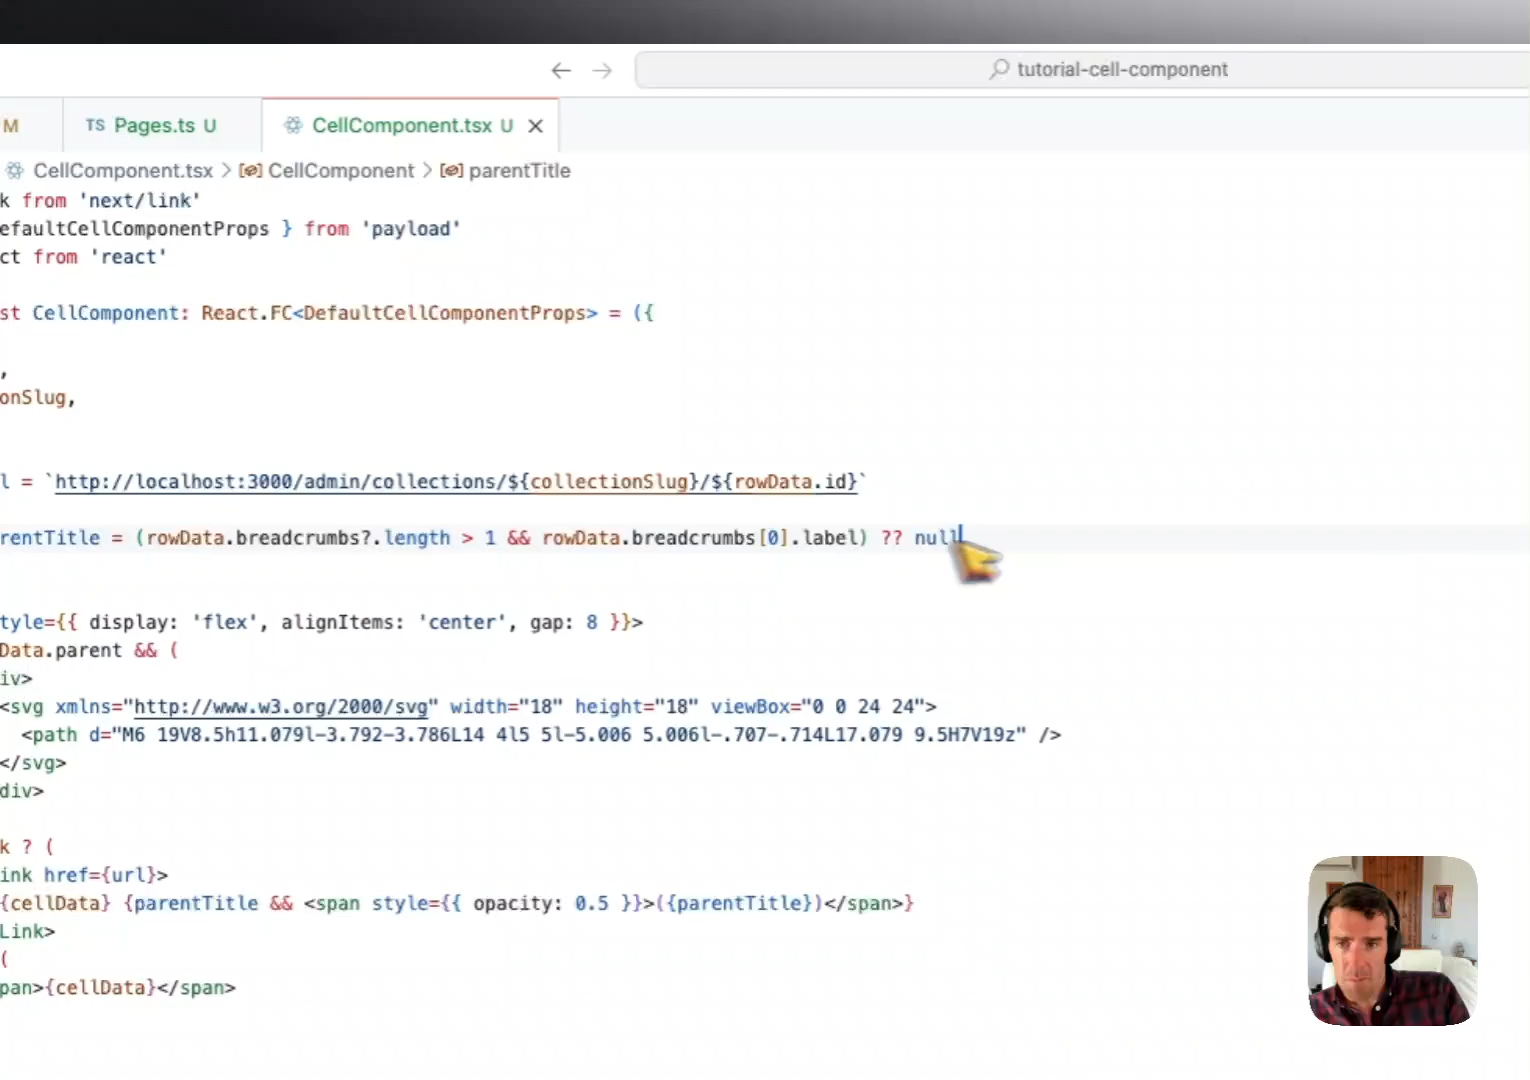 tutorial-cell-component
M
TS Pages.ts U
CellComponent.tsx U
CellComponent.tsx > CellComponent > parentTitle
k from 'next/link'
efaultCellComponentProps } from 'payload'
ct from 'react'
st CellComponent: React.FC<DefaultCellComponentProps> = ({
,
onSlug,
l = `http://localhost:3000/admin/collections/${collectionSlug}/${rowData.id}`
rentTitle = (rowData.breadcrumbs?.length > 1 && rowData.breadcrumbs[0].label) ?? null
tyle={{ display: 'flex', alignItems: 'center', gap: 8 }}>
Data.parent && (
iv>
<svg xmlns="http://www.w3.org/2000/svg" width="18" height="18" viewBox="0 0 24 24">
<path d="M6 19V8.5h11.079l-3.792-3.786L14 4l5 5l-5.006 5.006l-.707-.714L17.079 9.5H7V19z" />
</svg>
div>
k ? (
ink href={url}>
{cellData} {parentTitle && <span style={{ opacity: 0.5 }}>({parentTitle})</span>}
Link>
(
pan>{cellData}</span>